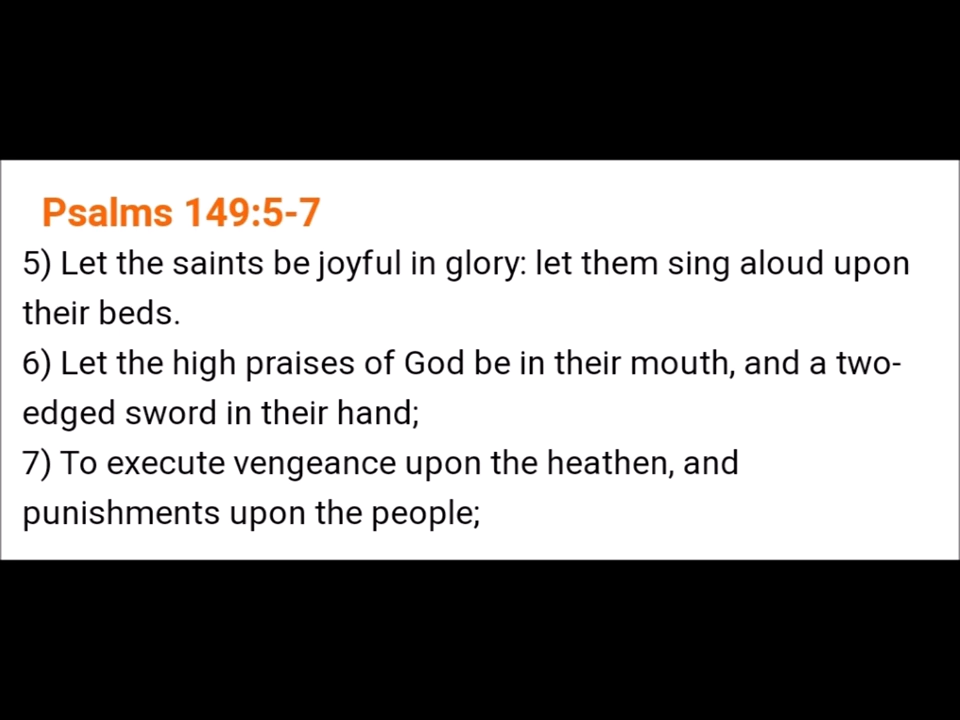 Psalms 149:5-7
5) Let the saints be joyful in glory: let them sing aloud upon
their beds.
6) Let the high praises of God be in their mouth, and a two-
edged sword in their hand;
7) To execute vengeance upon the heathen, and
punishments upon the people;